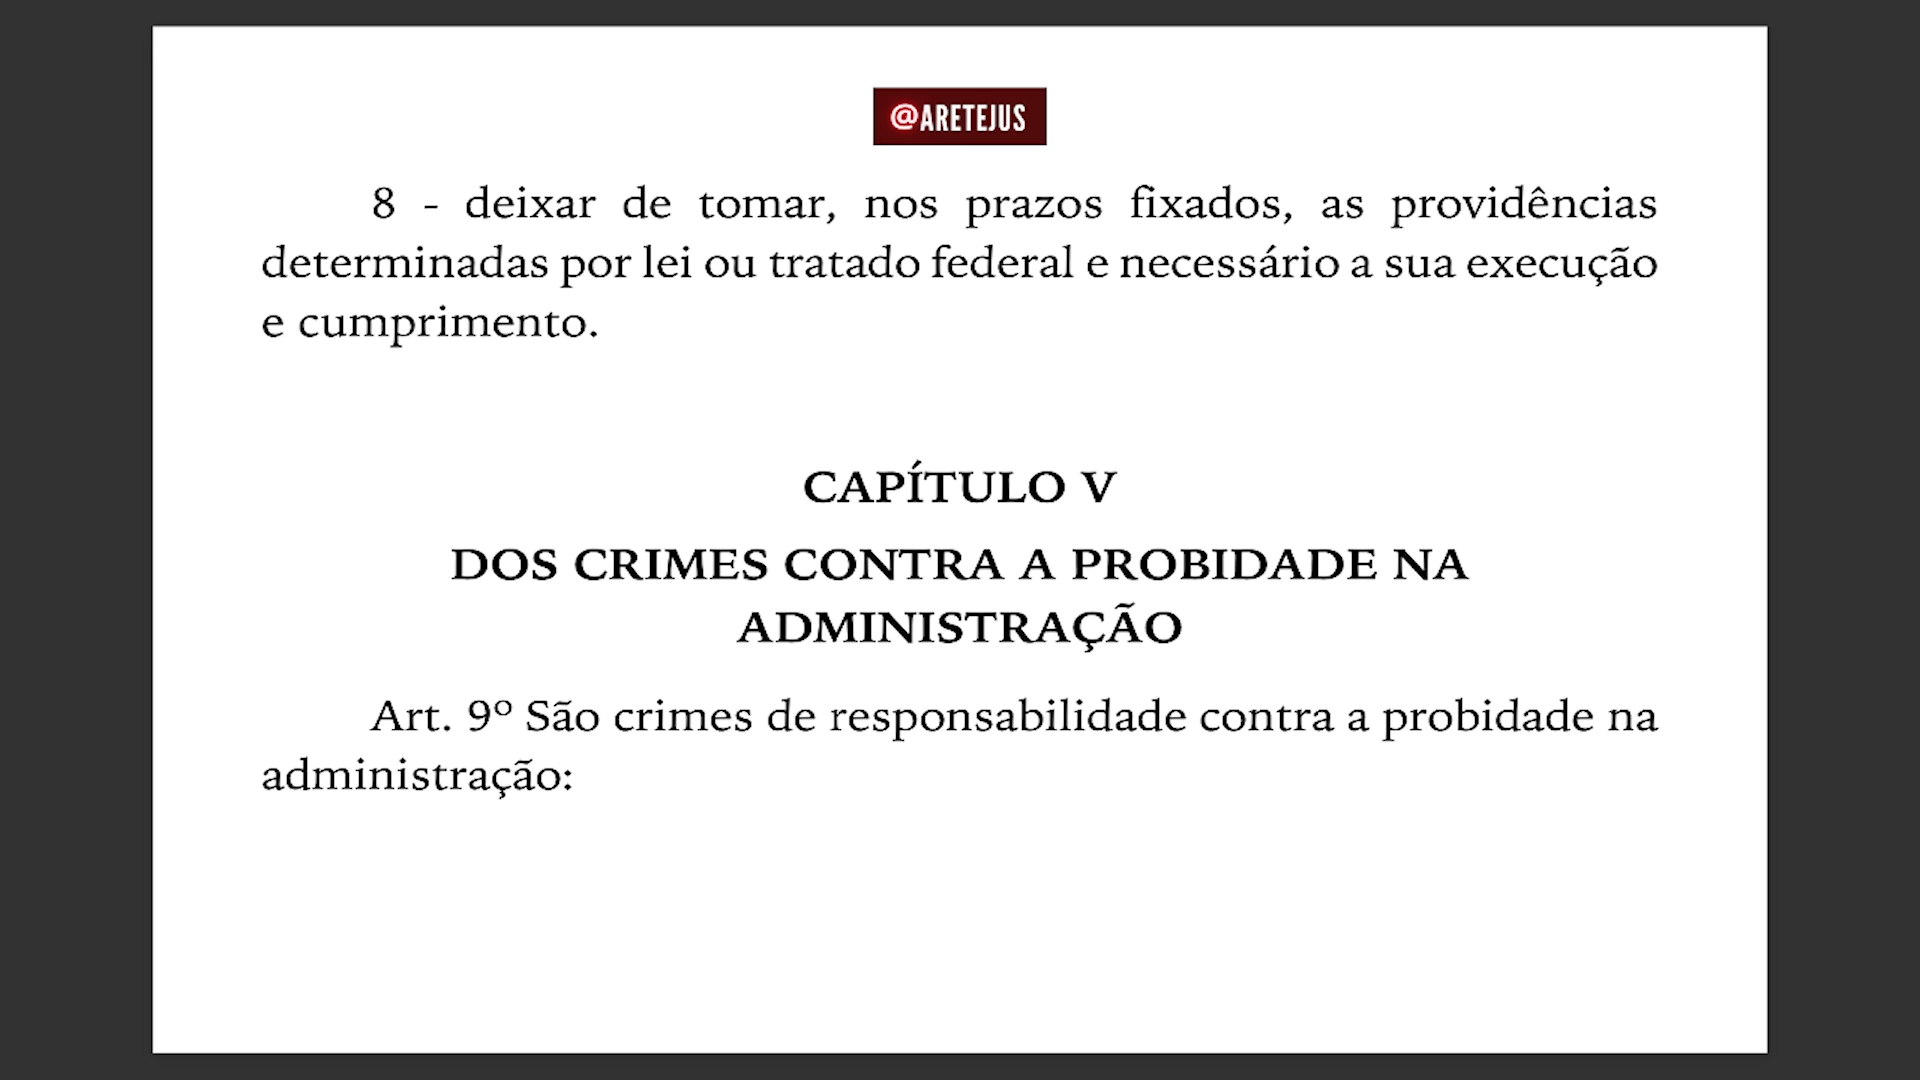 @ARETEJUS
8 - deixar de tomar, nos prazos fixados, as providências
determinadas por lei ou tratado federal e necessário a sua execução
e cumprimento.
CAPÍTULO V
DOS CRIMES CONTRA A PROBIDADE NA
ADMINISTRAÇÃO
Art. 9º São crimes de responsabilidade contra a probidade na
administração: